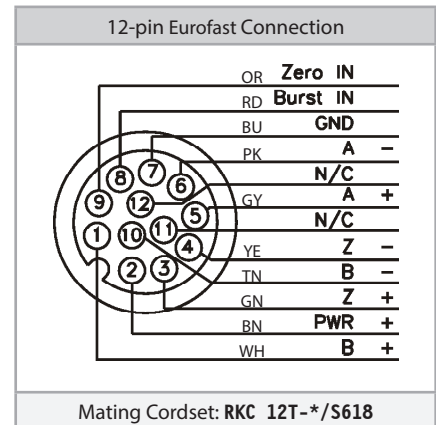 12-pin Eurofast Connection
OR Zero IN
RD Burst IN
BU GND
PK A −
N/C
GY A +
N/C
YE Z −
TN B −
GN Z +
BN PWR +
WH B +
8 7 6
9 12 5
1 10 11 4
2 3
Mating Cordset: RKC 12T-*/S618